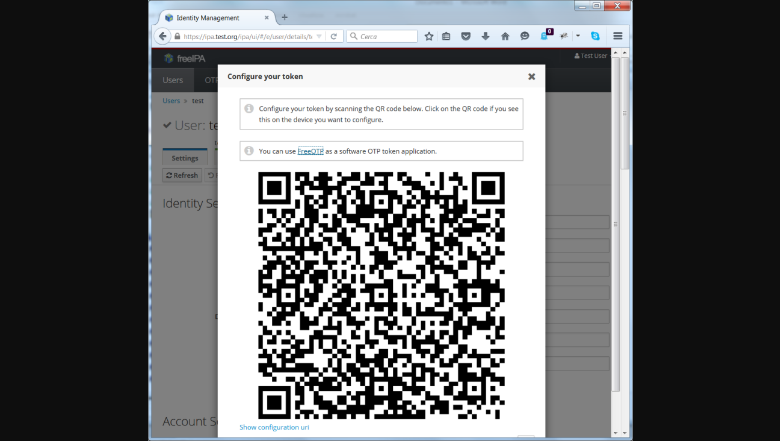 Identity Management
https://ipa.test.org/ipa/ui/#/e/user/details/b
Cerca
0
freeIPA
Test User
Users
OT
Configure your token
Users » test
Configure your token by scanning the QR code below. Click on the QR code if you see
this on the device you want to configure.
User: te
You can use FreeOTP as a software OTP token application.
Settings
Refresh
Identity Se
Account S
Show configuration uri